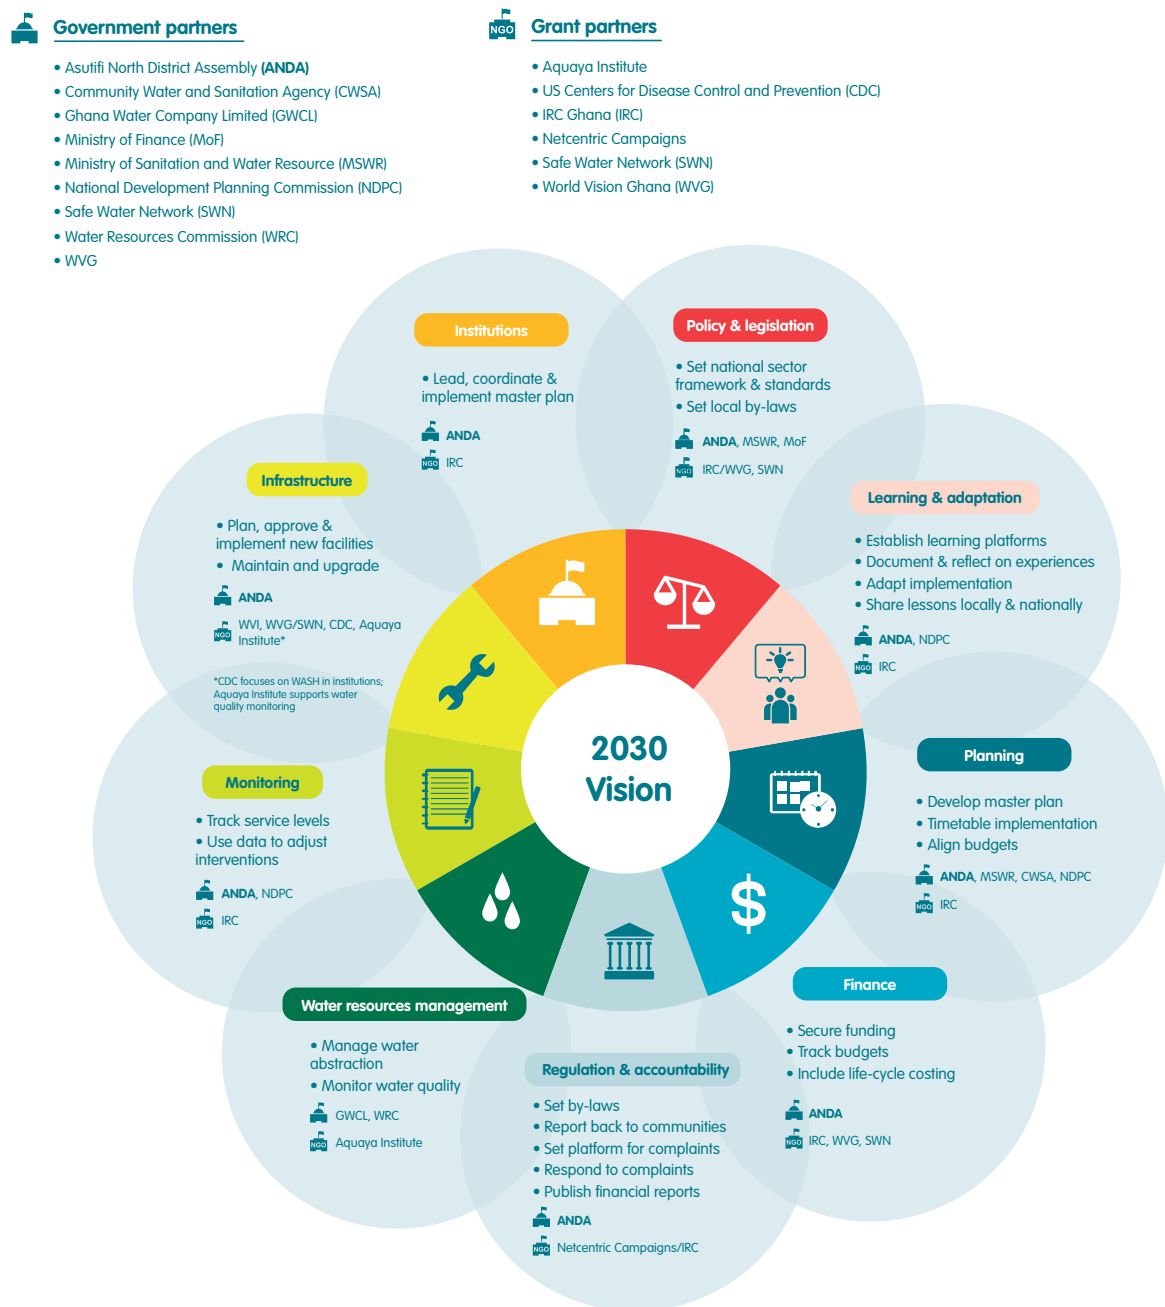 Government partners
• Asutifi North District Assembly (ANDA)
• Community Water and Sanitation Agency (CWSA)
• Ghana Water Company Limited (GWCL)
• Ministry of Finance (MoF)
• Ministry of Sanitation and Water Resource (MSWR)
• National Development Planning Commission (NDPC)
• Safe Water Network (SWN)
• Water Resources Commission (WRC)
• WVG
NGO
Grant partners
• Aquaya Institute
• US Centers for Disease Control and Prevention (CDC)
• IRC Ghana (IRC)
• Netcentric Campaigns
• Safe Water Network (SWN)
• World Vision Ghana (WVG)
Institutions
• Lead, coordinate &
implement master plan
ANDA
NGO IRC
Policy & legislation
• Set national sector
framework & standards
• Set local by-laws
ANDA, MSWR, MoF
NGO IRC/WVG, SWN
Infrastructure
• Plan, approve &
implement new facilities
• Maintain and upgrade
ANDA
NGO WVI, WVG/SWN, CDC, Aquaya
Institute*
*CDC focuses on WASH in institutions;
Aquaya Institute supports water
quality monitoring
Learning & adaptation
• Establish learning platforms
• Document & reflect on experiences
• Adapt implementation
• Share lessons locally & nationally
ANDA, NDPC
NGO IRC
2030
Vision
Monitoring
• Track service levels
• Use data to adjust
interventions
ANDA, NDPC
NGO IRC
Planning
• Develop master plan
• Timetable implementation
• Align budgets
ANDA, MSWR, CWSA, NDPC
NGO IRC
$
Water resources management
• Manage water
abstraction
• Monitor water quality
GWCL, WRC
NGO Aquaya Institute
Regulation & accountability
• Set by-laws
• Report back to communities
• Set platform for complaints
• Respond to complaints
• Publish financial reports
ANDA
NGO Netcentric Campaigns/IRC
Finance
• Secure funding
• Track budgets
• Include life-cycle costing
ANDA
NGO IRC, WVG, SWN